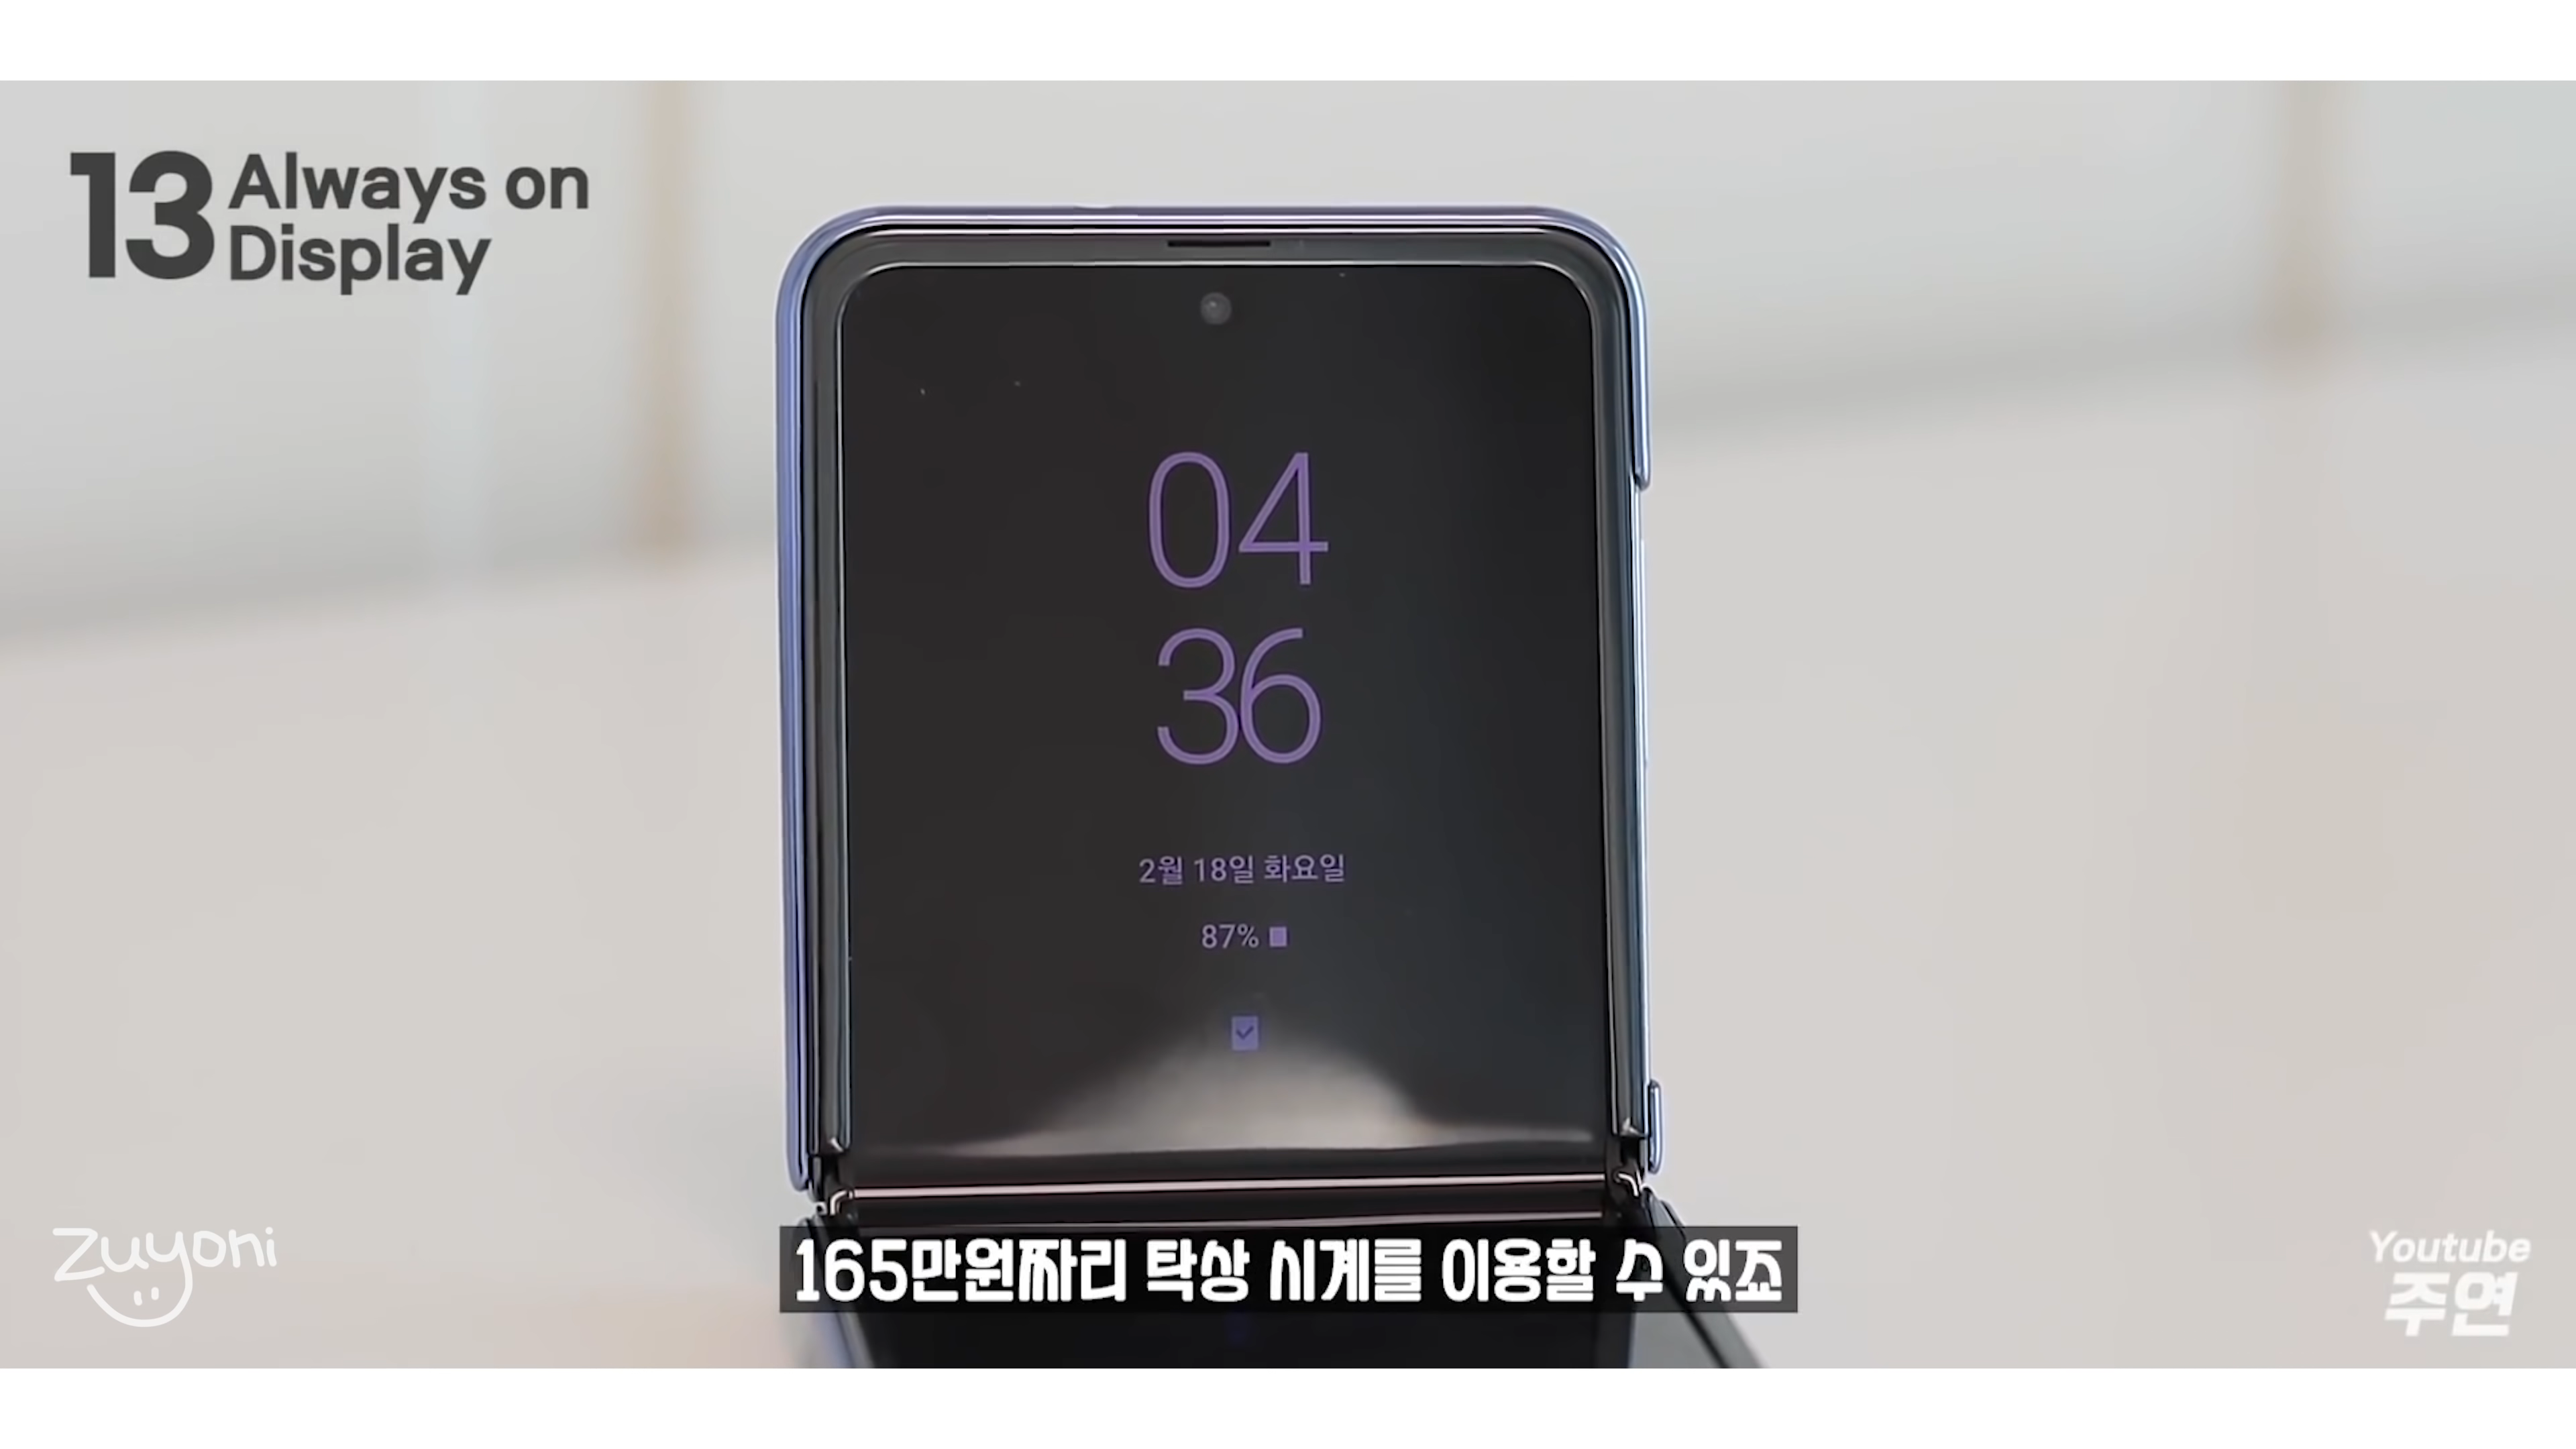 13 Always on
Display
04
36
2월 18일 화요일
87%
zuyoni
Youtube
주연
165만원짜리 탁상 시계를 이용할 수 있죠